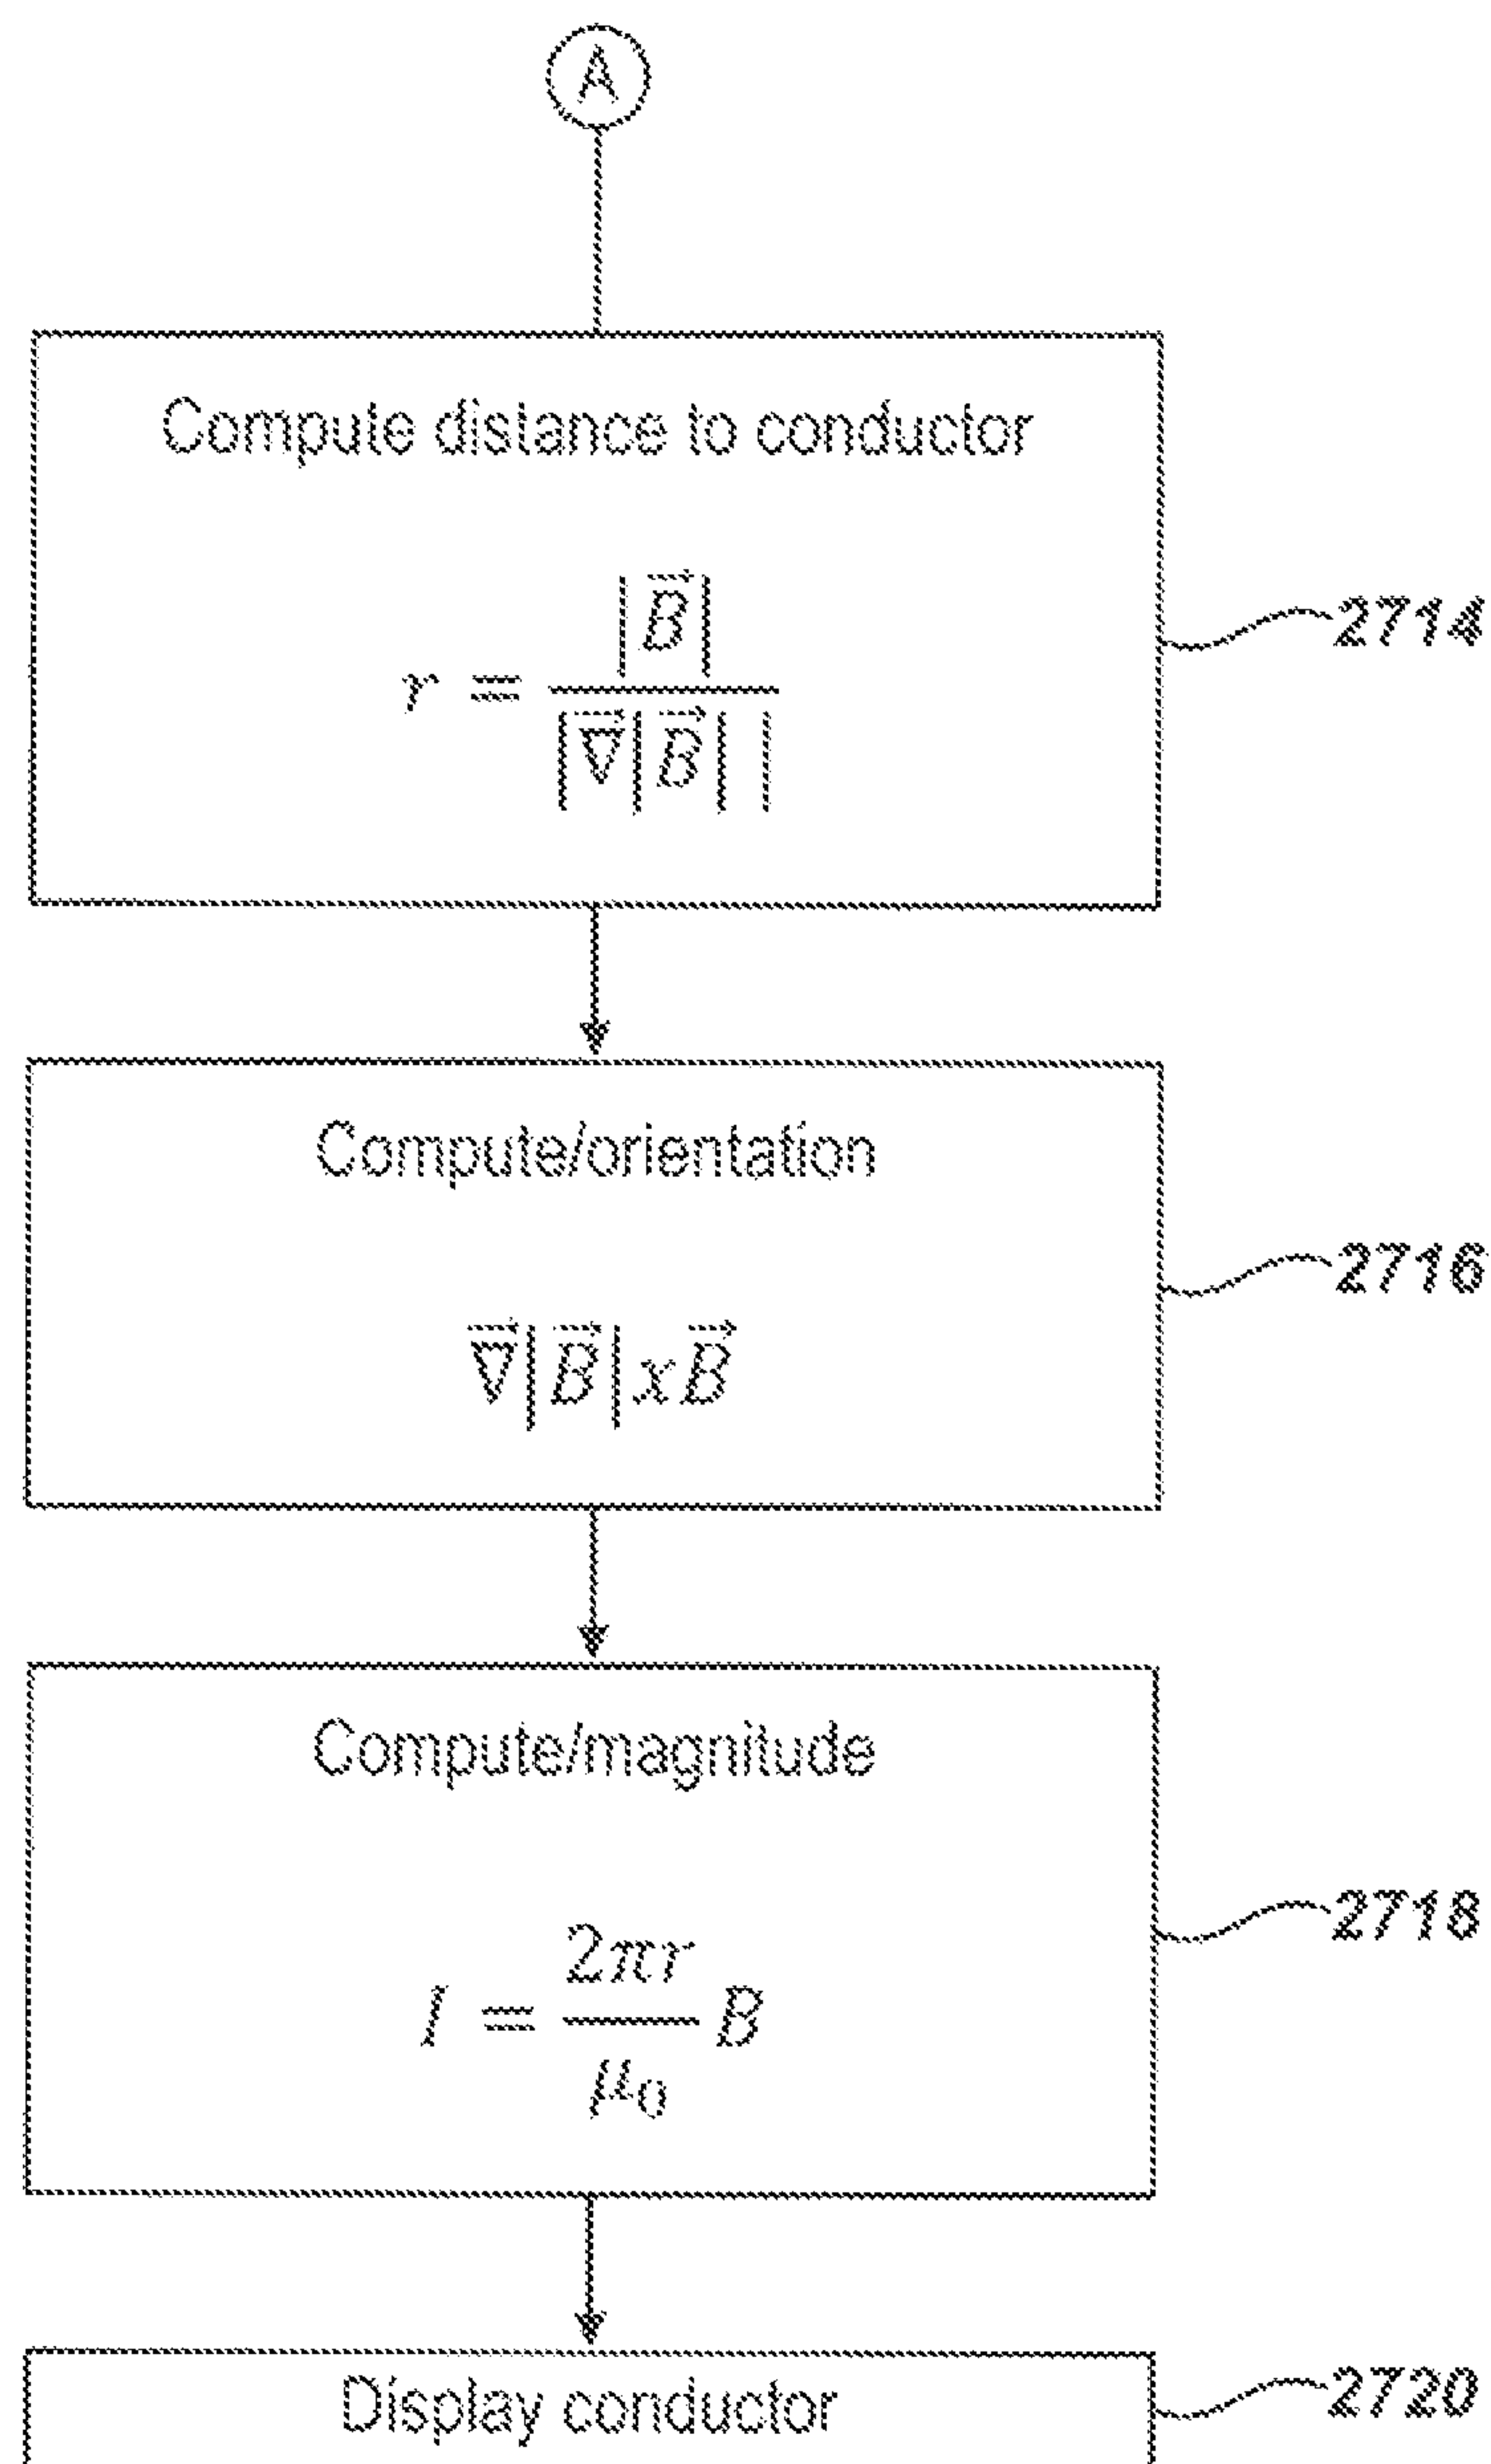 A
Compute distance to conductor
r = |B⃗| / |∇⃗|B⃗| |
2714
Compute/orientation
∇⃗|B⃗|xB⃗
2716
Compute/magnitude
I = 2πr / μ₀ B
2718
Display conductor
2720